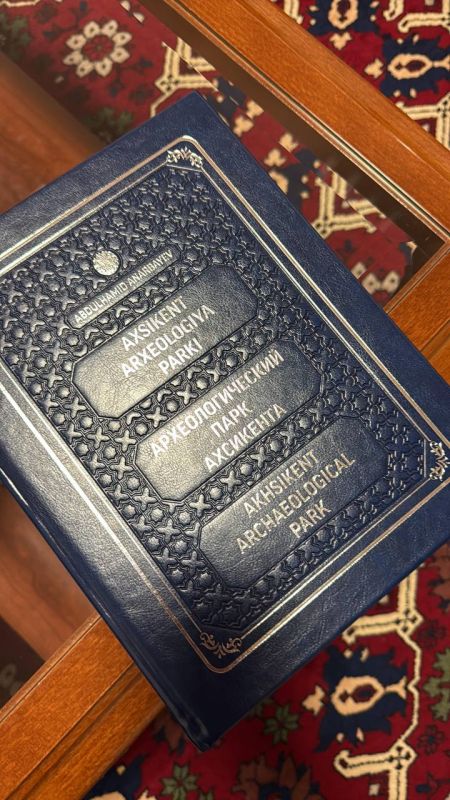 ABDULHAMID ANARBAYEV
AXSIKENT
ARXEOLOGIYA
PARKI
АРХЕОЛОГИЧЕСКИЙ
ПАРК
АХСИКЕНТА
AKHSIKENT
ARCHAEOLOGICAL
PARK